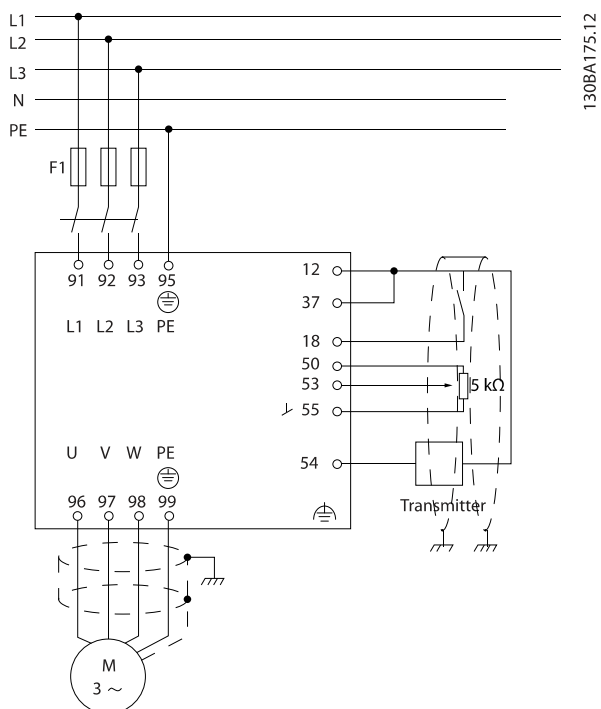 L1
L2
L3
N
PE
130BA175.12
F1
91 92 93 95
L1 L2 L3 PE
12
37
18
50
53
55
5 kΩ
54
Transmitter
U V W PE
96 97 98 99
M
3 ~